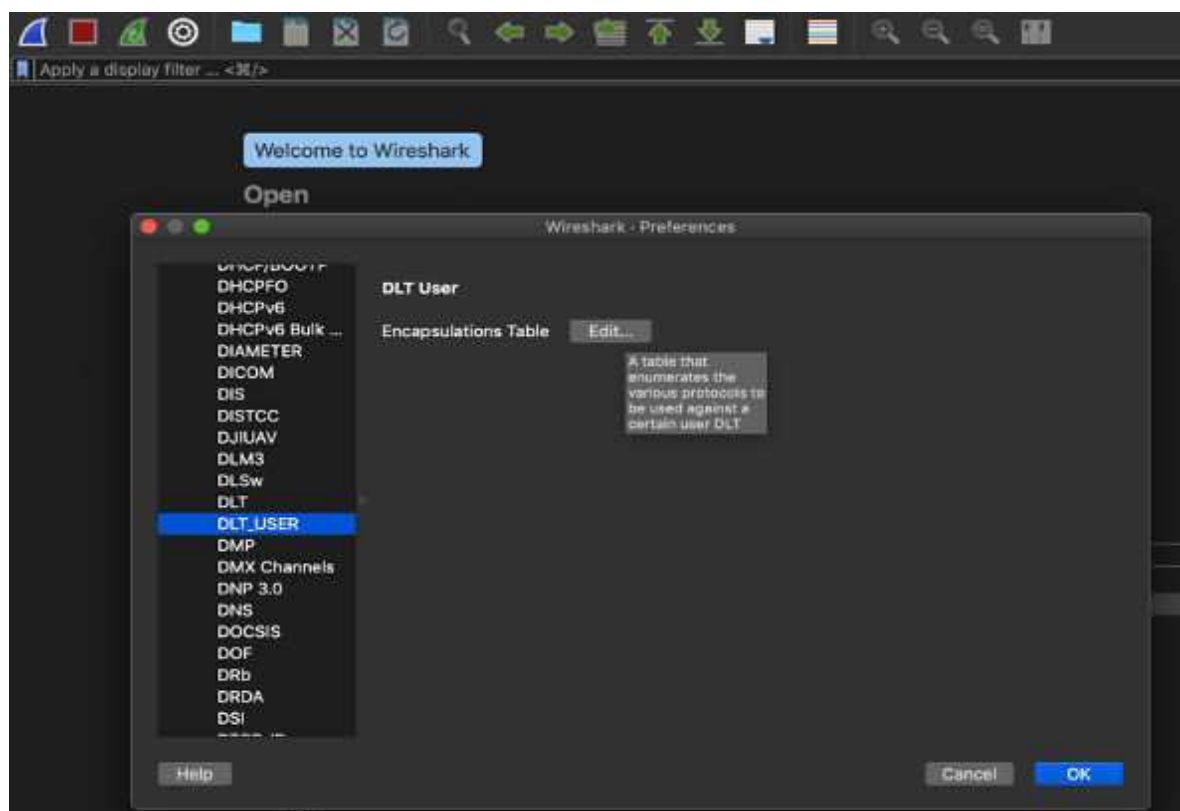 Apply a display filter ... <⌘/>
Welcome to Wireshark
Open
Wireshark - Preferences
DHCP/BOOTP
DHCPFO
DHCPv6
DHCPv6 Bulk ...
DIAMETER
DICOM
DIS
DISTCC
DJIUAV
DLM3
DLSw
DLT
DLT_USER
DMP
DMX Channels
DNP 3.0
DNS
DOCSIS
DOF
DRb
DRDA
DSI
DLT User
Encapsulations Table
Edit...
A table that
enumerates the
various protocols to
be used against a
certain user DLT
Help
Cancel
OK